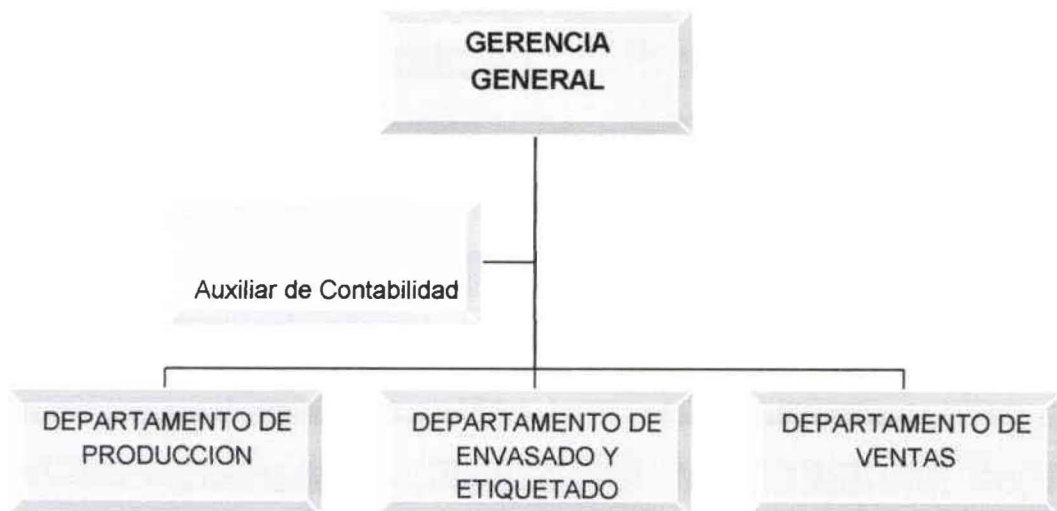 GERENCIA
GENERAL
Auxiliar de Contabilidad
DEPARTAMENTO DE
PRODUCCION
DEPARTAMENTO DE
ENVASADO Y
ETIQUETADO
DEPARTAMENTO DE
VENTAS